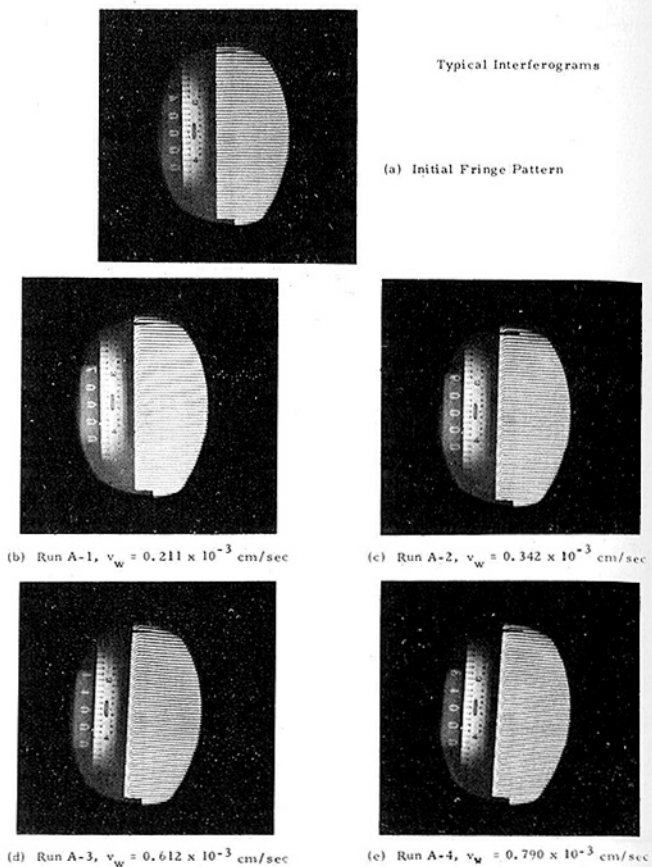 Typical Interferograms
(a) Initial Fringe Pattern
(b) Run A-1, v_w = 0.211 x 10^-3 cm/sec
(c) Run A-2, v_w = 0.342 x 10^-3 cm/sec
(d) Run A-3, v_w = 0.612 x 10^-3 cm/sec
(e) Run A-4, v_w = 0.790 x 10^-3 cm/sec